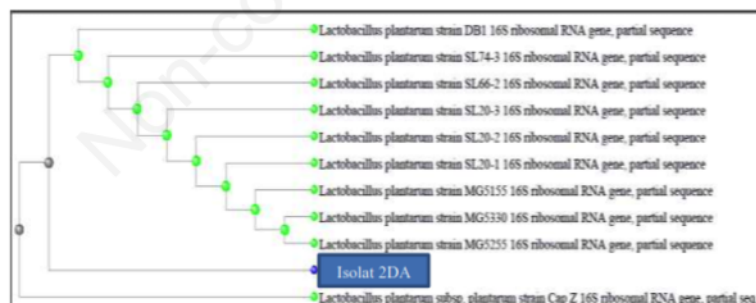 Lactobacillus plantarum strain DB1 16S ribosomal RNA gene, partial sequence
Lactobacillus plantarum strain SL74-3 16S ribosomal RNA gene, partial sequence
Lactobacillus plantarum strain SL66-2 16S ribosomal RNA gene, partial sequence
Lactobacillus plantarum strain SL20-3 16S ribosomal RNA gene, partial sequence
Lactobacillus plantarum strain SL20-2 16S ribosomal RNA gene, partial sequence
Lactobacillus plantarum strain SL20-1 16S ribosomal RNA gene, partial sequence
Lactobacillus plantarum strain MG5155 16S ribosomal RNA gene, partial sequence
Lactobacillus plantarum strain MG5330 16S ribosomal RNA gene, partial sequence
Lactobacillus plantarum strain MG5255 16S ribosomal RNA gene, partial sequence
Isolat 2DA
Lactobacillus plantarum subsp. plantarum strain Cap Z 16S ribosomal RNA gene, partial
Non-co